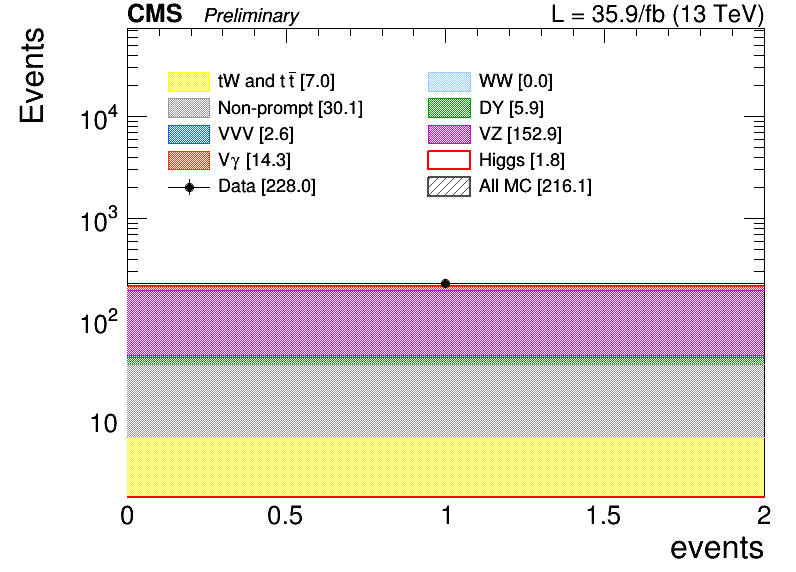 CMS Preliminary L = 35.9/fb (13 TeV)
Events
tW and t t̄ [7.0] WW [0.0]
Non-prompt [30.1] DY [5.9]
VVV [2.6] VZ [152.9]
Vγ [14.3] Higgs [1.8]
Data [228.0] All MC [216.1]
10⁴
10³
10²
10
0 0.5 1 1.5 2
events